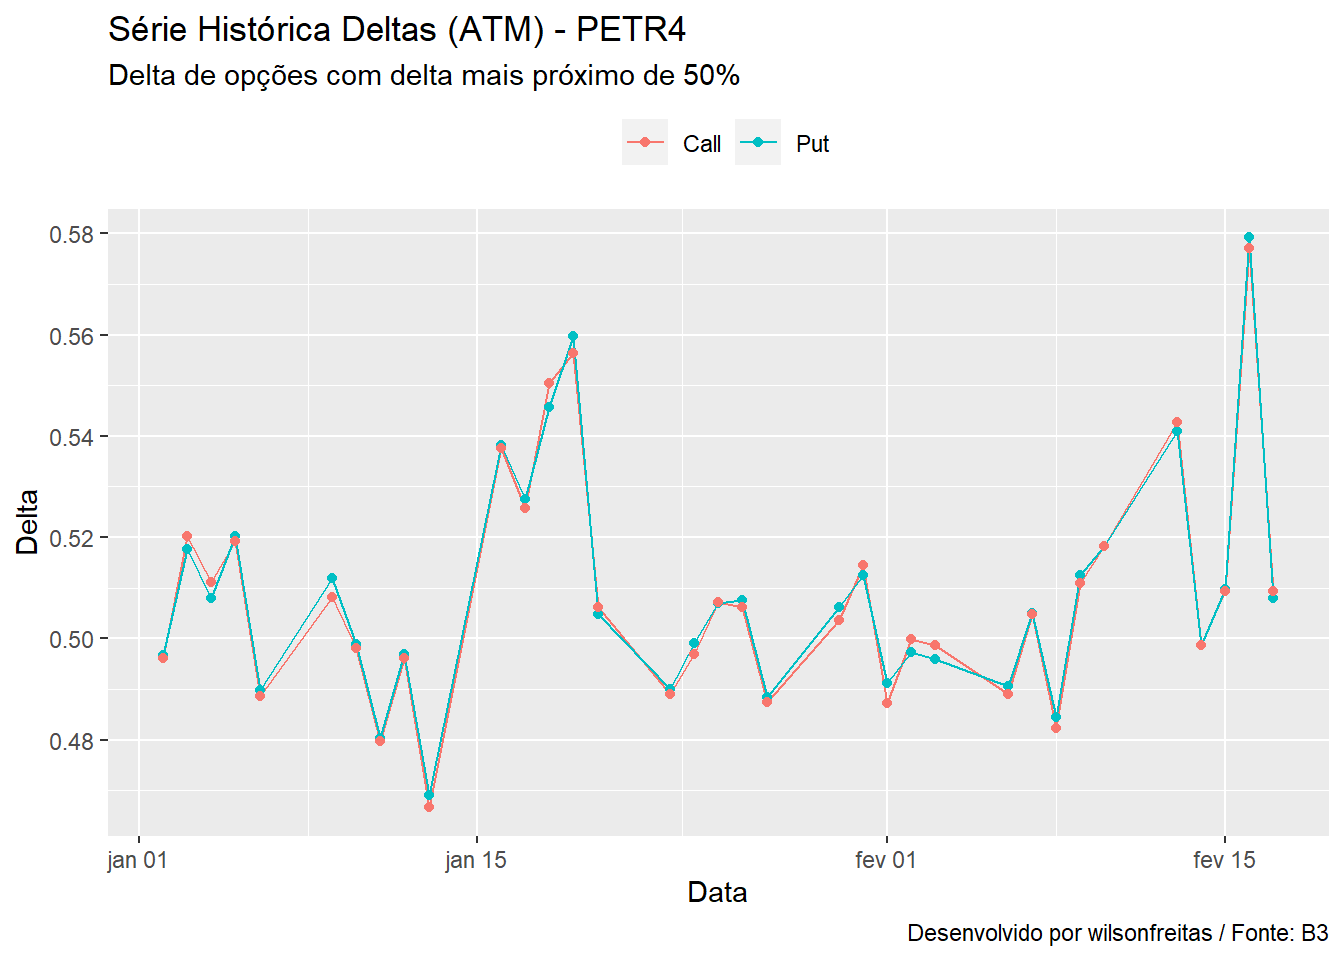 Série Histórica Deltas (ATM) - PETR4
Delta de opções com delta mais próximo de 50%
Call Put
0.58
0.56
0.54
0.52
0.50
0.48
Delta
jan 01 jan 15 fev 01 fev 15
Data
Desenvolvido por wilsonfreitas / Fonte: B3